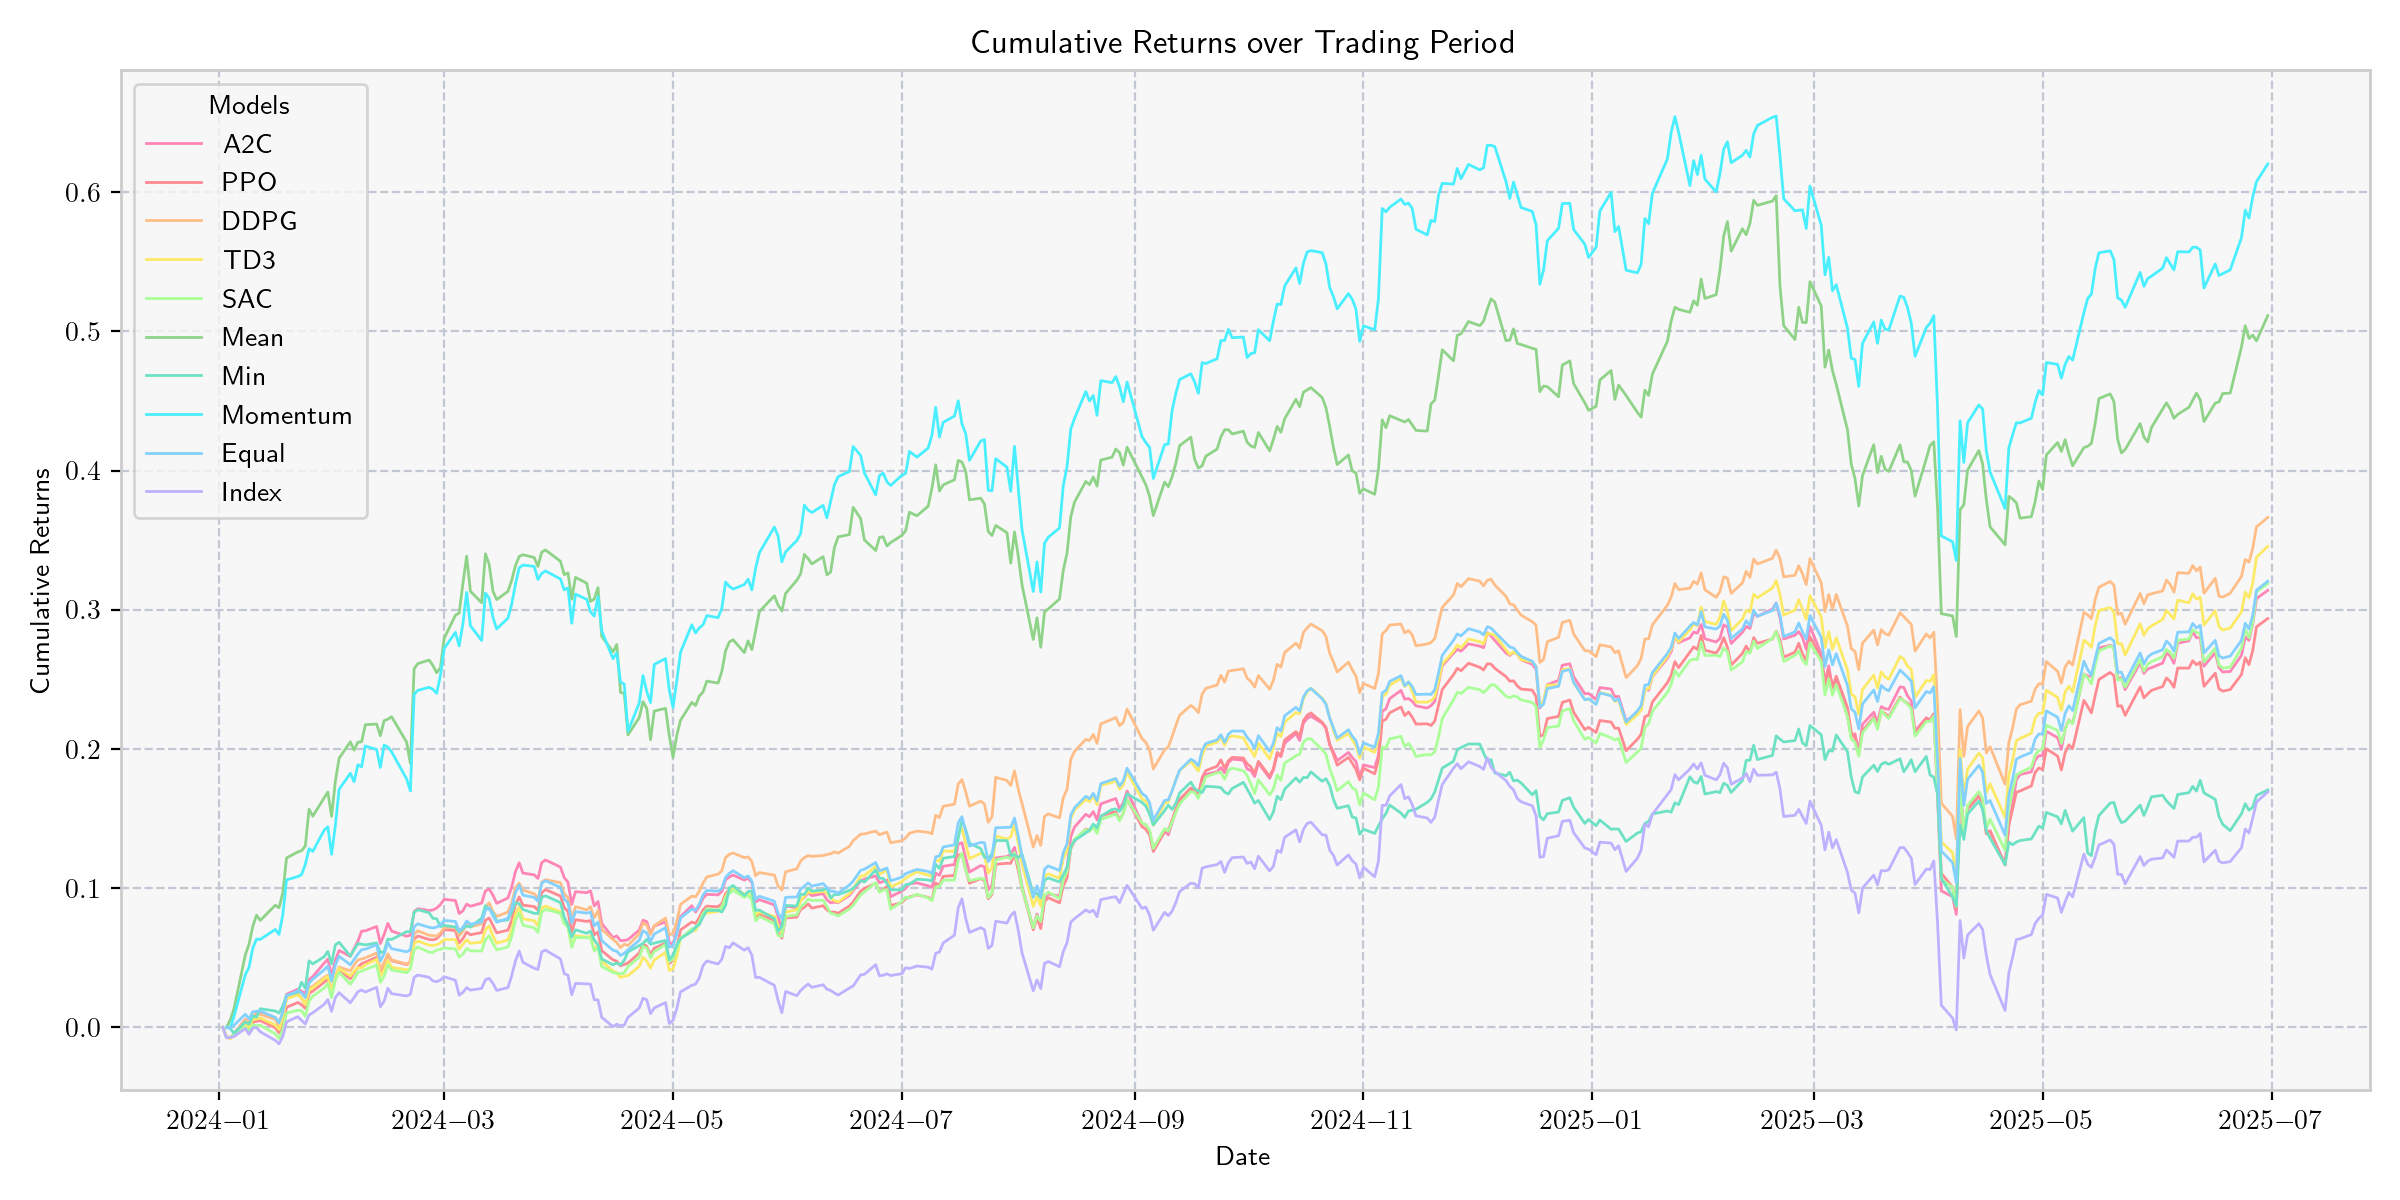 Cumulative Returns over Trading Period
Models
A2C
PPO
DDPG
TD3
SAC
Mean
Min
Momentum
Equal
Index
Cumulative Returns
0.6
0.5
0.4
0.3
0.2
0.1
0.0
2024−01
2024−03
2024−05
2024−07
2024−09
2024−11
2025−01
2025−03
2025−05
2025−07
Date